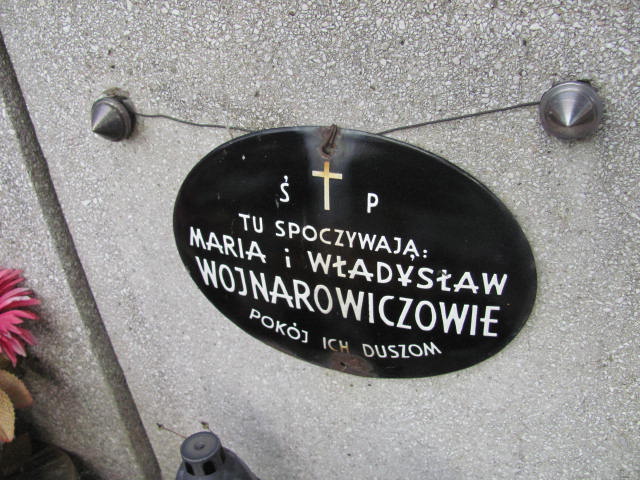 Ś P
TU SPOCZYWAJĄ:
MARIA i WŁADYSŁAW
WOJNAROWICZOWIE
POKÓJ ICH DUSZOM